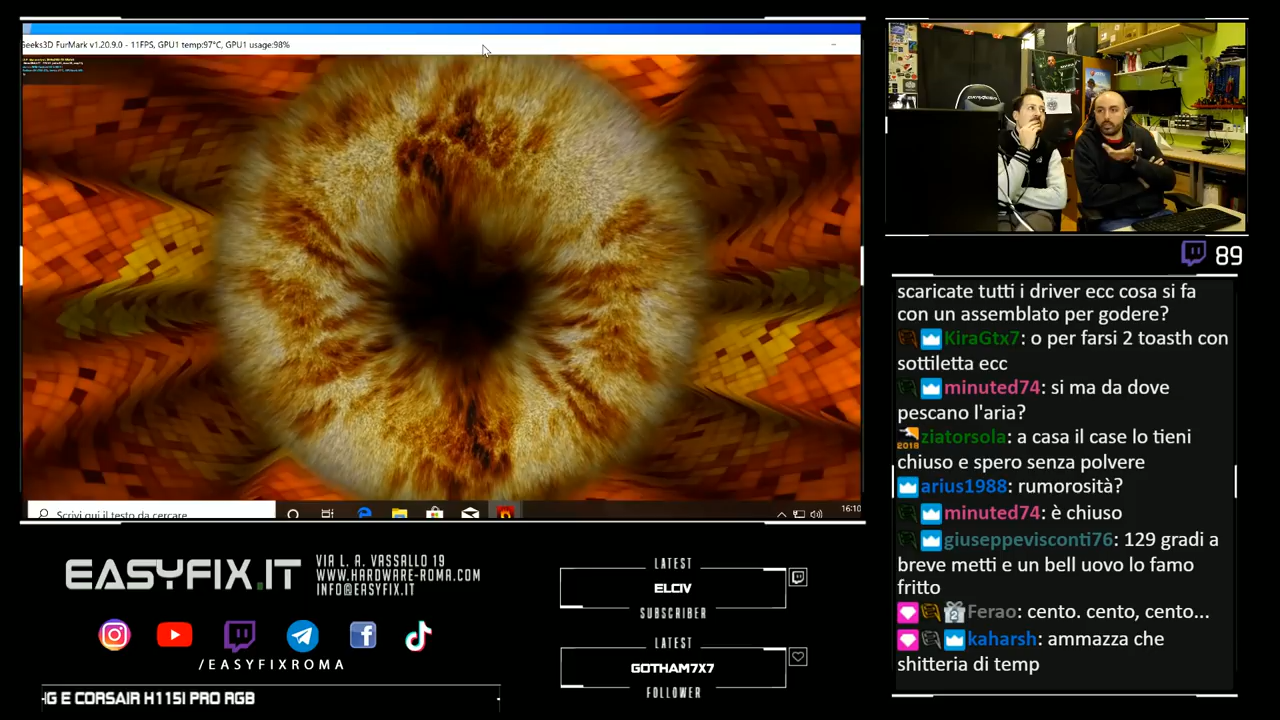 Geeks3D FurMark v1.20.9.0 - 11FPS, GPU1 temp:97°C, GPU1 usage:98%
Scrivi qui il testo da cercare
16:10
89
scaricate tutti i driver ecc cosa si fa
con un assemblato per godere?
KiraGtx7: o per farsi 2 toasth con
sottiletta ecc
minuted74: si ma da dove
pescano l'aria?
2018 ziatorsola: a casa il case lo tieni
chiuso e spero senza polvere
arius1988: rumorosità?
minuted74: è chiuso
giuseppevisconti76: 129 gradi a
breve metti e un bell uovo lo famo
fritto
2 Ferao: cento. cento, cento...
kaharsh: ammazza che
shitteria di temp
EASYFIX.IT
VIA L. A. VASSALLO 19
WWW.HARDWARE-ROMA.COM
INFO@EASYFIX.IT
/EASYFIXROMA
IG E CORSAIR H115I PRO RGB
LATEST
ELCIV
SUBSCRIBER
LATEST
GOTHAM7X7
FOLLOWER